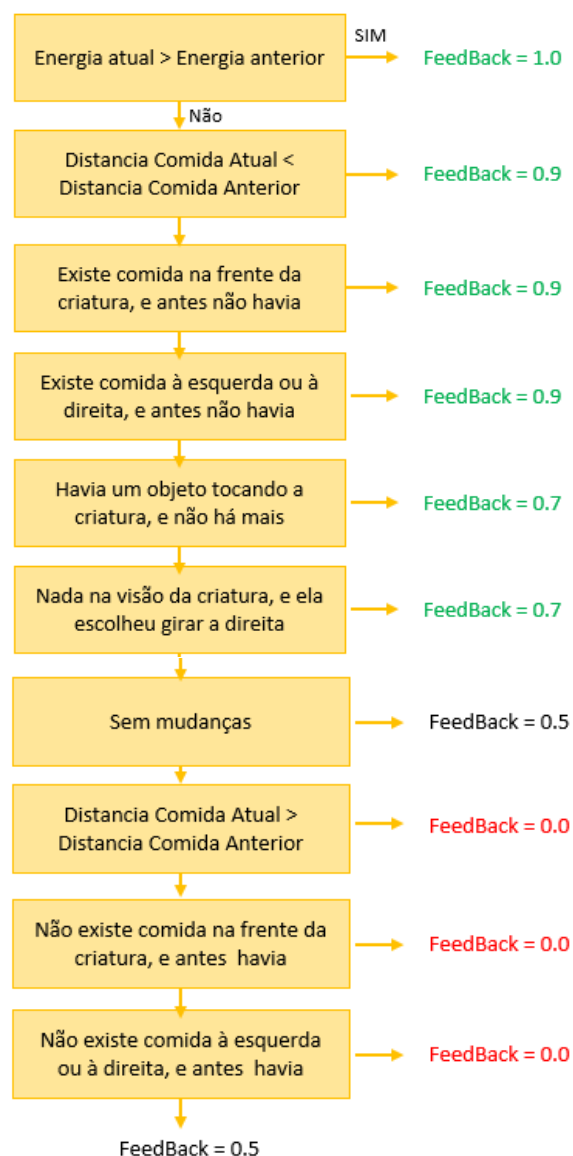 SIM
Energia atual > Energia anterior
FeedBack = 1.0
Não
Distancia Comida Atual <
Distancia Comida Anterior
FeedBack = 0.9
Existe comida na frente da
criatura, e antes não havia
FeedBack = 0.9
Existe comida à esquerda ou à
direita, e antes não havia
FeedBack = 0.9
Havia um objeto tocando a
criatura, e não há mais
FeedBack = 0.7
Nada na visão da criatura, e ela
escolheu girar a direita
FeedBack = 0.7
Sem mudanças
FeedBack = 0.5
Distancia Comida Atual >
Distancia Comida Anterior
FeedBack = 0.0
Não existe comida na frente da
criatura, e antes  havia
FeedBack = 0.0
Não existe comida à esquerda
ou à direita, e antes  havia
FeedBack = 0.0
FeedBack = 0.5